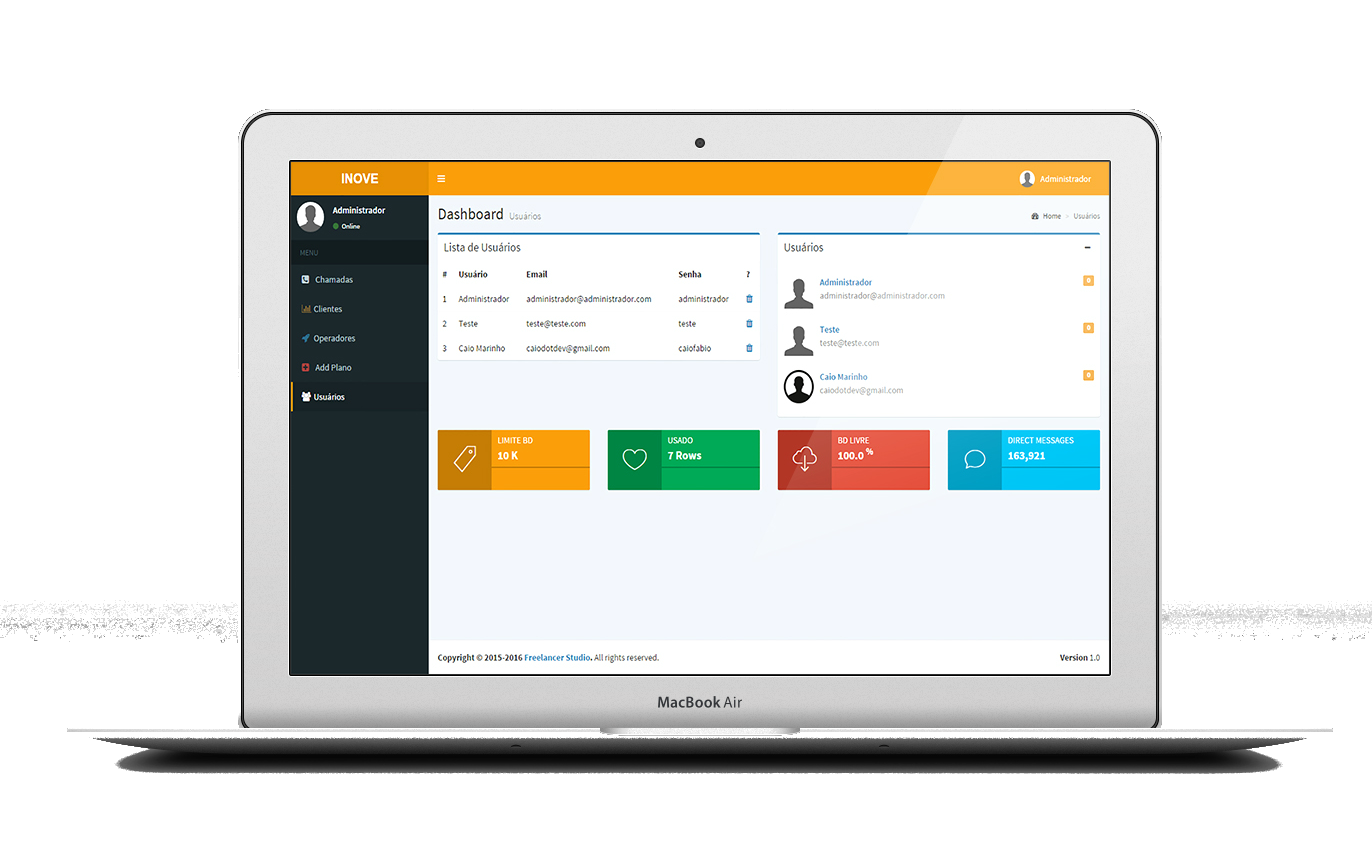 INOVE
Administrador
Administrador
Online
MENU
Chamadas
Clientes
Operadores
Add Plano
Usuários
Dashboard Usuários
Home > Usuários
Lista de Usuários
# Usuário Email Senha ?
1 Administrador administrador@administrador.com administrador
2 Teste teste@teste.com teste
3 Caio Marinho caiodotdev@gmail.com caiofabio
Usuários
Administrador 0
administrador@administrador.com
Teste 0
teste@teste.com
Caio Marinho 0
caiodotdev@gmail.com
LIMITE BD
10 K
USADO
7 Rows
BD LIVRE
100.0 %
DIRECT MESSAGES
163,921
Copyright © 2015-2016 Freelancer Studio. All rights reserved.
Version 1.0
MacBook Air